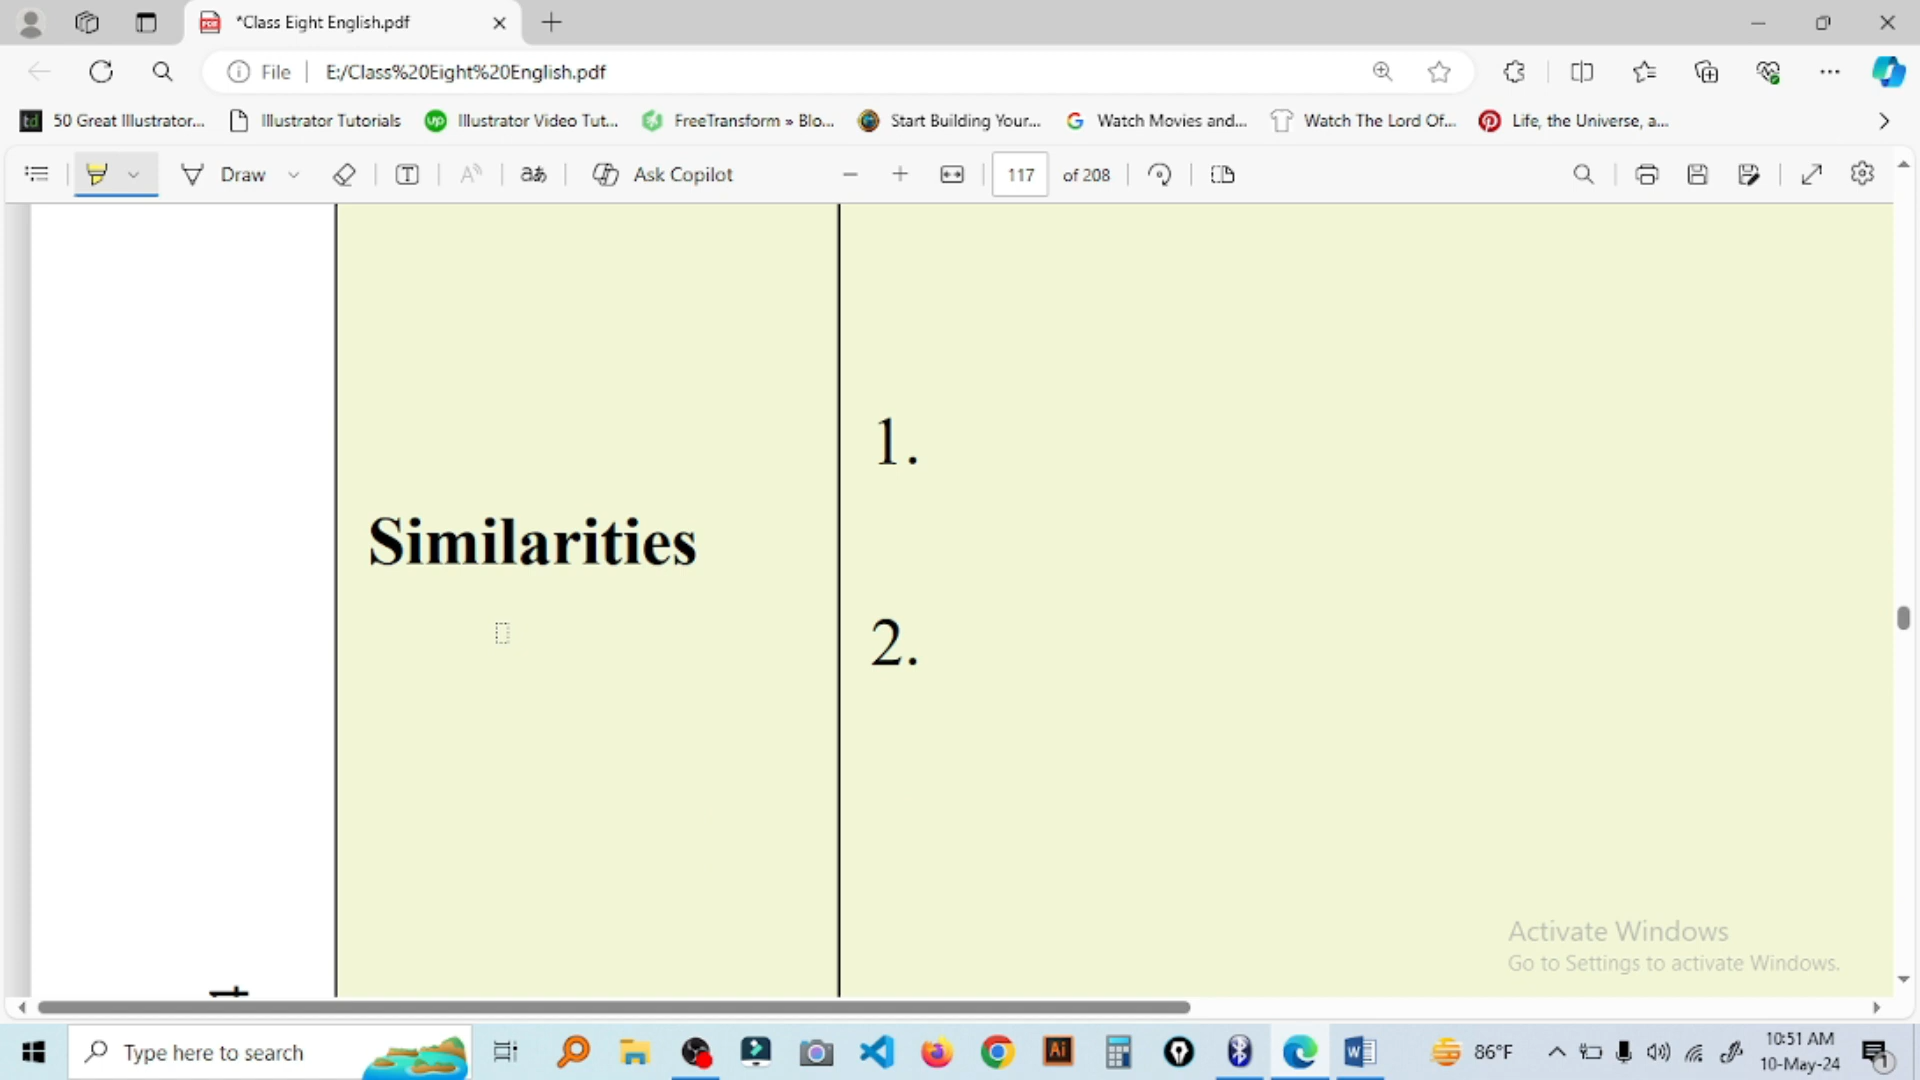 *Class Eight English.pdf
File
E:/Class%20Eight%20English.pdf
50 Great Illustrator...
Illustrator Tutorials
Illustrator Video Tut...
FreeTransform » Blo...
Start Building Your...
Watch Movies and...
Watch The Lord Of...
Life, the Universe, a...
Draw
Ask Copilot
117 of 208
1.
Similarities
2.
Activate Windows
Go to Settings to activate Windows.
Type here to search
86°F
10:51 AM
10-May-24